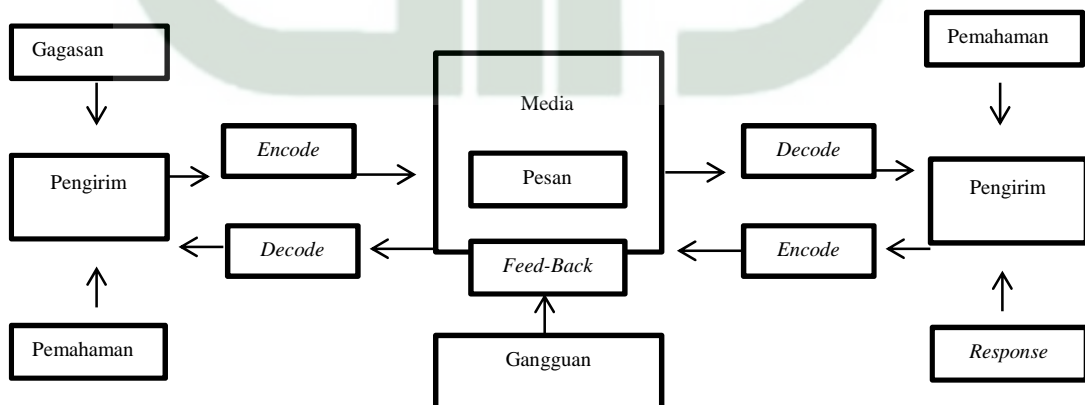 Gagasan
Pemahaman
Media
Encode
Decode
Pengirim
Pesan
Pengirim
Decode
Feed-Back
Encode
Pemahaman
Gangguan
Response